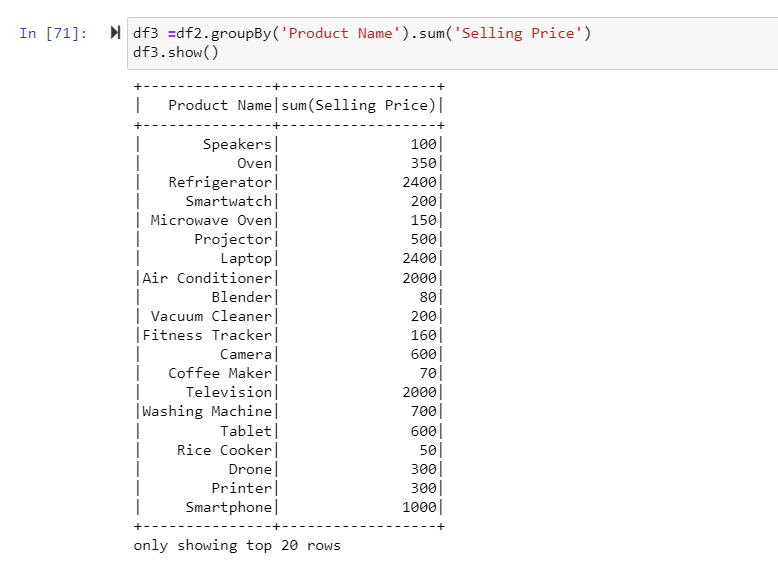 In [71]: df3 =df2.groupBy('Product Name').sum('Selling Price')
df3.show()
+---------------+------------------+
|   Product Name|sum(Selling Price)|
+---------------+------------------+
|       Speakers|               100|
|           Oven|               350|
|   Refrigerator|              2400|
|     Smartwatch|               200|
| Microwave Oven|               150|
|      Projector|               500|
|         Laptop|              2400|
|Air Conditioner|              2000|
|        Blender|                80|
| Vacuum Cleaner|               200|
|Fitness Tracker|               160|
|         Camera|               600|
|   Coffee Maker|                70|
|     Television|              2000|
|Washing Machine|               700|
|         Tablet|               600|
|    Rice Cooker|                50|
|          Drone|               300|
|        Printer|               300|
|     Smartphone|              1000|
+---------------+------------------+
only showing top 20 rows